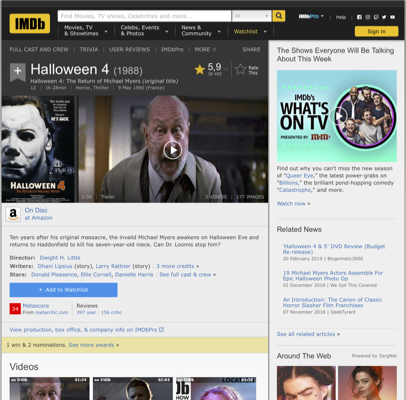 IMDb
Find Movies, TV shows, Celebrities and more...
All
IMDbPro
Help
Movies, TV
& Showtimes
Celebs, Events
& Photos
News &
Community
Watchlist
Sign in
FULL CAST AND CREW | TRIVIA | USER REVIEWS | IMDbPro | MORE
SHARE
Halloween 4 (1988)
Halloween 4: The Return of Michael Myers (original title)
12 | 1h 28min | Horror, Thriller | 9 May 1990 (France)
5,9
Rate
This
HE'S BACK.
HALLOWEEN
4
1:34 | Trailer
177 IMAGES
On Disc
at Amazon
Ten years after his original massacre, the invalid Michael Myers awakens on Halloween Eve and
returns to Haddonfield to kill his seven-year-old niece. Can Dr. Loomis stop him?
Director: Dwight H. Little
Writers: Dhani Lipsius (story), Larry Rattner (story) | 3 more credits »
Stars: Donald Pleasence, Ellie Cornell, Danielle Harris | See full cast & crew »
+ Add to Watchlist
34
Metascore
From metacritic.com
Reviews
397 user | 156 critic
View production, box office, & company info on IMDbPro
1 win & 2 nominations. See more awards »
Videos
The Shows Everyone Will Be Talking
About This Week
IMDb
WHAT'S
ON TV
PRESENTED BY m&m's
Find out why you can't miss the new season
of "Queer Eye," the latest power-grabs on
"Billions," the brilliant pond-hopping comedy
"Catastrophe," and more.
Watch now »
Related News
'Halloween 4 & 5' DVD Review (Budget
Re-release)
20 February 2019 | Blogomatic3000
19 Michael Myers Actors Assemble For
Epic Halloween Photo Op
02 December 2018 | We Got This Covered
An Introduction: The Canon of Classic
Horror Slasher Film Franchises
07 November 2018 | GeekTyrant
See all related articles »
Around The Web
Powered by ZergNet